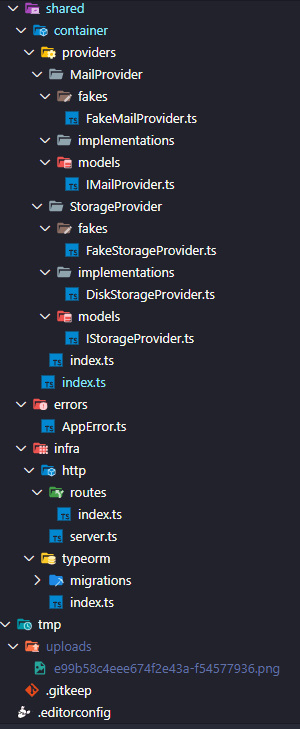 shared
container
providers
MailProvider
fakes
FakeMailProvider.ts
implementations
models
IMailProvider.ts
StorageProvider
fakes
FakeStorageProvider.ts
implementations
DiskStorageProvider.ts
models
IStorageProvider.ts
index.ts
index.ts
errors
AppError.ts
infra
http
routes
index.ts
server.ts
typeorm
migrations
index.ts
tmp
uploads
e99b58c4eee674f2e43a-f54577936.png
.gitkeep
.editorconfig